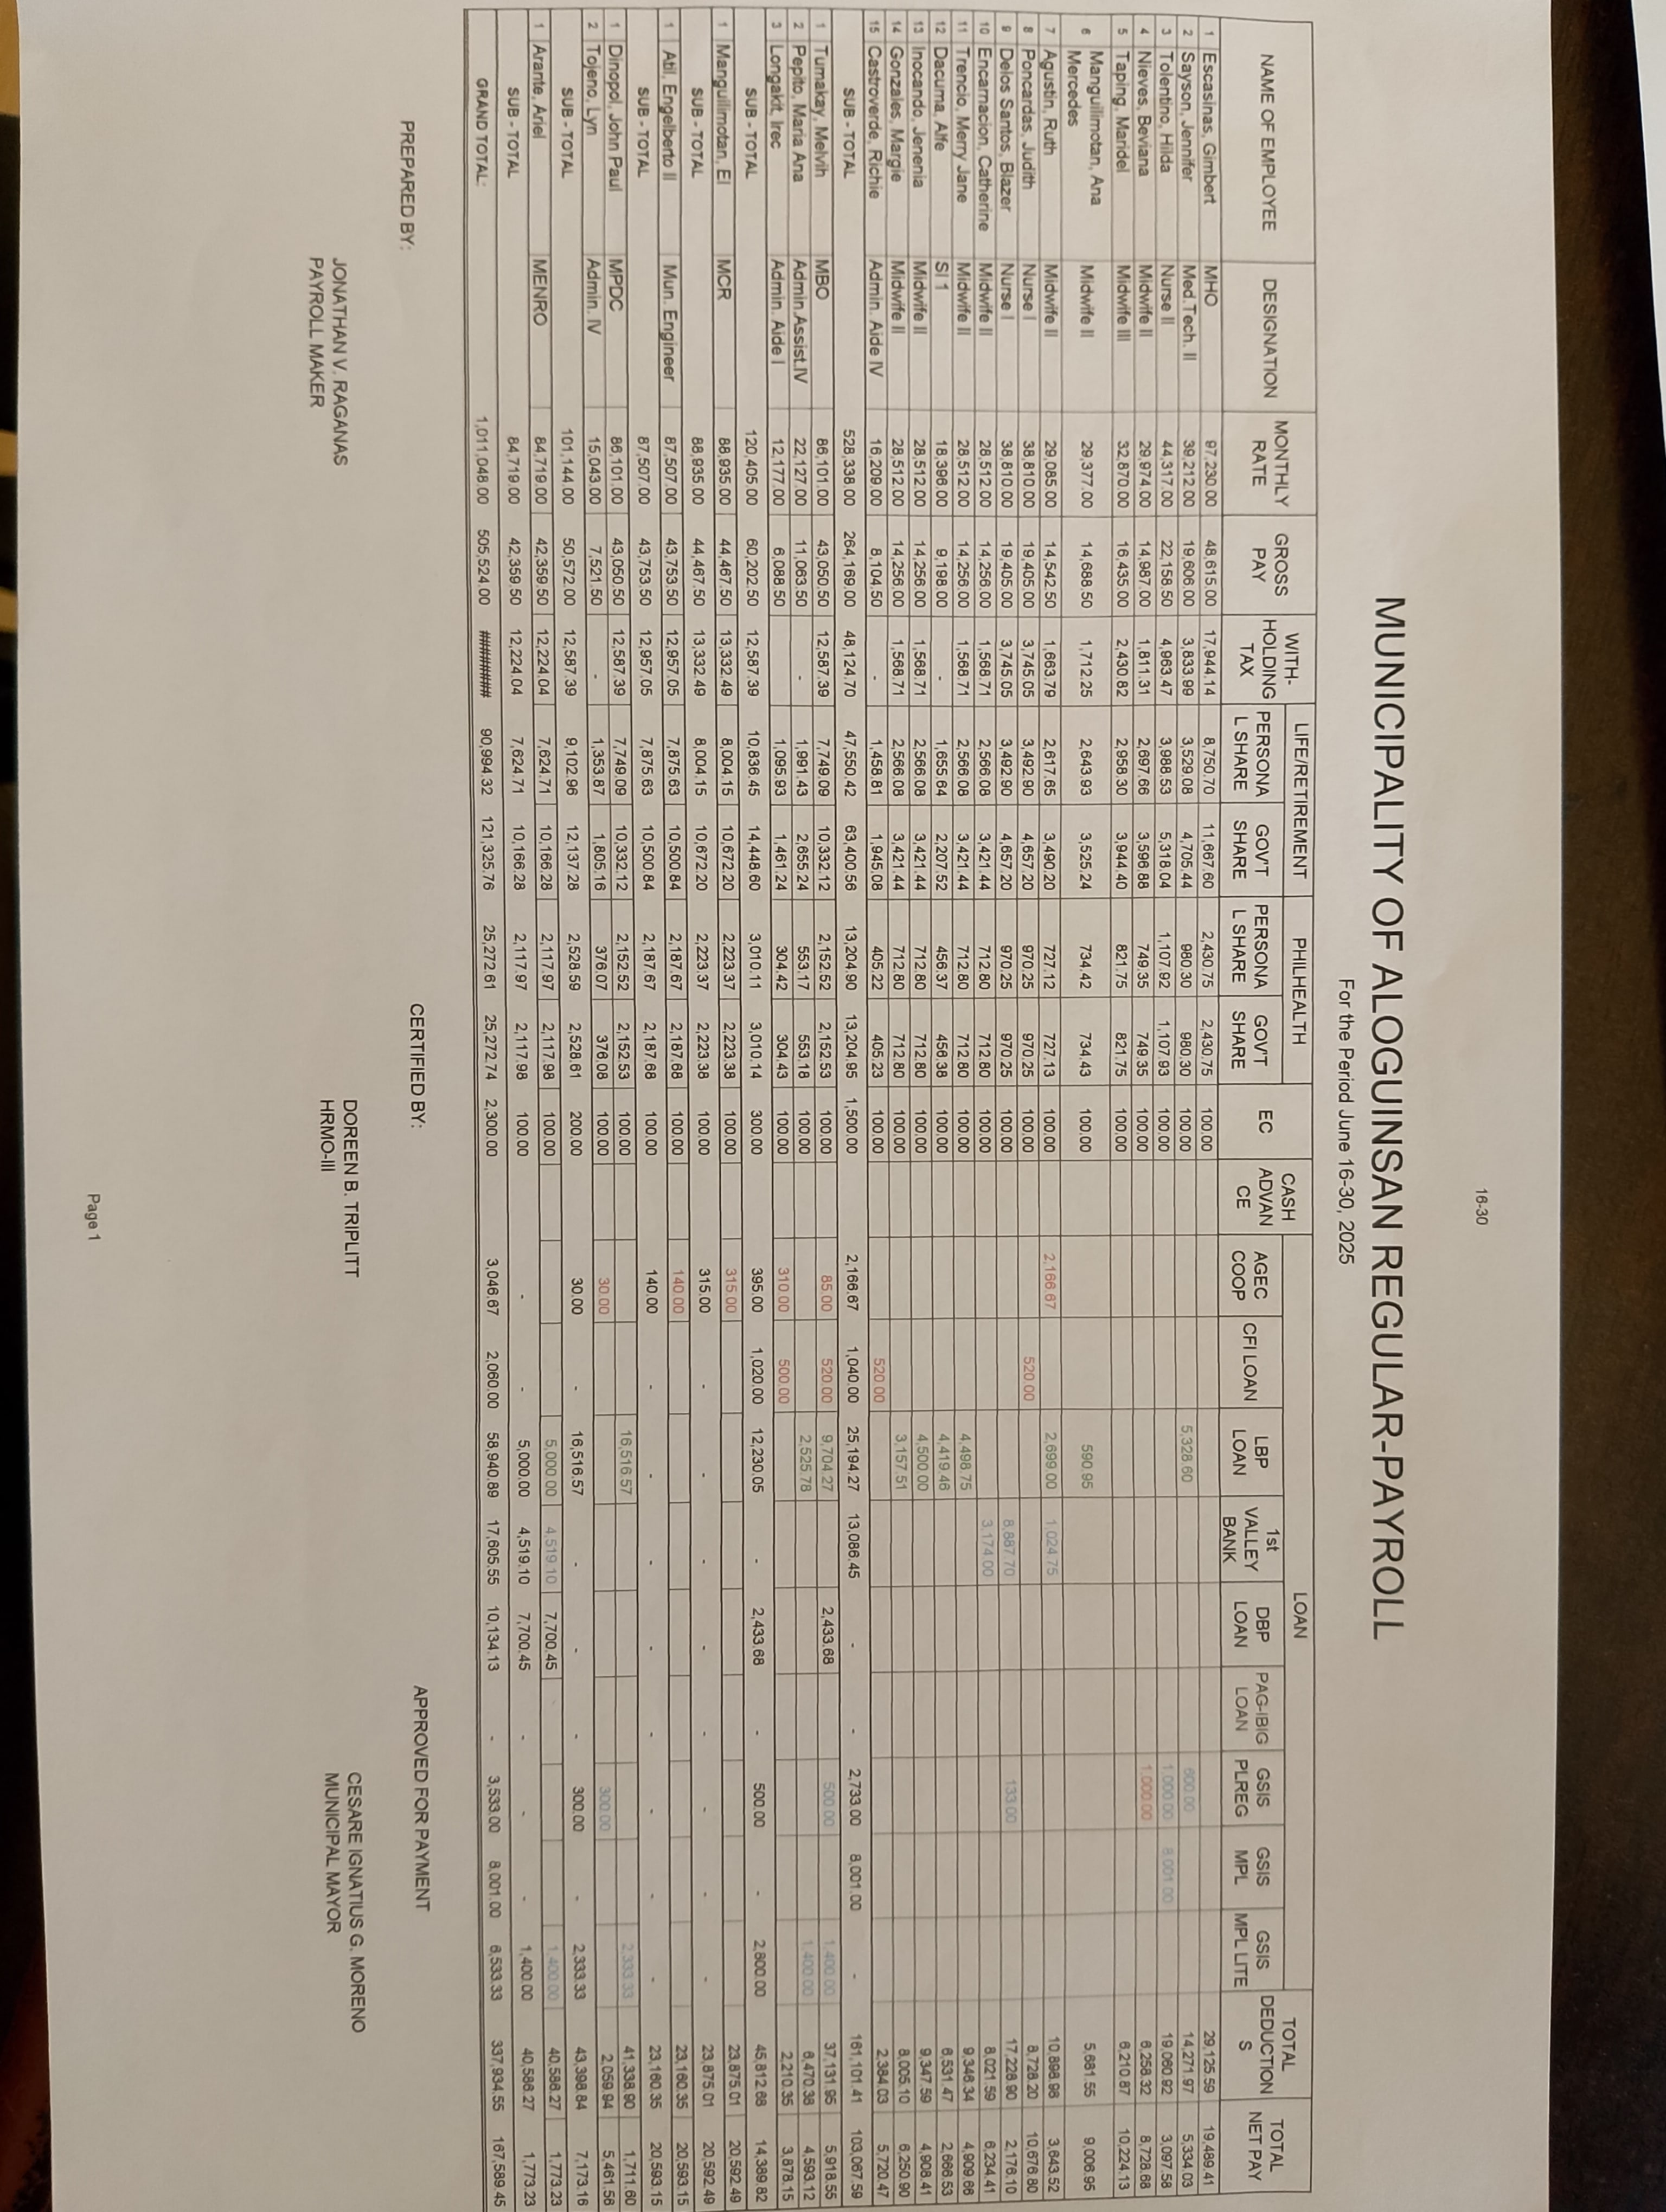 16-30
MUNICIPALITY OF ALOGUINSAN REGULAR-PAYROLL
For the Period June 16-30, 2025
NAME OF EMPLOYEE DESIGNATION MONTHLY RATE GROSS PAY WITH-HOLDING TAX LIFE/RETIREMENT PERSONA L SHARE GOV'T SHARE PHILHEALTH PERSONA L SHARE GOV'T SHARE EC CASH ADVAN CE LOAN AGEC COOP CFI LOAN LBP LOAN 1st VALLEY BANK DBP LOAN PAG-IBIG LOAN GSIS PLREG GSIS MPL GSIS MPL LITE TOTAL DEDUCTION S TOTAL NET PAY
1 Escasinas, Gimbert MHO 97,230.00 48,615.00 17,944.14 8,750.70 11,667.60 2,430.75 2,430.75 100.00 29,125.59 19,489.41
2 Sayson, Jennifer Med.Tech. II 39,212.00 19,606.00 3,833.99 3,529.08 4,705.44 980.30 980.30 100.00 5,328.60 600.00 14,271.97 5,334.03
3 Tolentino, Hilda Nurse II 44,317.00 22,158.50 4,963.47 3,988.53 5,318.04 1,107.92 1,107.93 100.00 1,000.00 8,001.00 19,060.92 3,097.58
4 Nieves, Beviana Midwife II 29,974.00 14,987.00 1,811.31 2,697.66 3,596.88 749.35 749.35 100.00 1,000.00 6,258.32 8,728.68
5 Taping, Maridel Midwife III 32,870.00 16,435.00 2,430.82 2,958.30 3,944.40 821.75 821.75 100.00 6,210.87 10,224.13
6 Manguilimotan, Ana Mercedes Midwife II 29,377.00 14,688.50 1,712.25 2,643.93 3,525.24 734.42 734.43 100.00 590.95 5,681.55 9,006.95
7 Agustin, Ruth Midwife II 29,085.00 14,542.50 1,663.79 2,617.65 3,490.20 727.12 727.13 100.00 2,166.67 2,699.00 1,024.75 10,898.98 3,643.52
8 Poncardas, Judith Nurse I 38,810.00 19,405.00 3,745.05 3,492.90 4,657.20 970.25 970.25 100.00 520.00 8,728.20 10,676.80
9 Delos Santos, Blazer Nurse I 38,810.00 19,405.00 3,745.05 3,492.90 4,657.20 970.25 970.25 100.00 8,887.70 133.00 17,228.90 2,176.10
10 Encarnacion, Catherine Midwife II 28,512.00 14,256.00 1,568.71 2,566.08 3,421.44 712.80 712.80 100.00 3,174.00 8,021.59 6,234.41
11 Trencio, Merry Jane Midwife II 28,512.00 14,256.00 1,568.71 2,566.08 3,421.44 712.80 712.80 100.00 4,498.75 9,346.34 4,909.66
12 Dacuma, Alfe SI 1 18,396.00 9,198.00 - 1,655.64 2,207.52 456.37 456.38 100.00 4,419.46 6,531.47 2,666.53
13 Inocando, Jenenia Midwife II 28,512.00 14,256.00 1,568.71 2,566.08 3,421.44 712.80 712.80 100.00 4,500.00 9,347.59 4,908.41
14 Gonzales, Margie Midwife II 28,512.00 14,256.00 1,568.71 2,566.08 3,421.44 712.80 712.80 100.00 3,157.51 8,005.10 6,250.90
15 Castroverde, Richie Admin. Aide IV 16,209.00 8,104.50 - 1,458.81 1,945.08 405.22 405.23 100.00 520.00 2,384.03 5,720.47
SUB - TOTAL 528,338.00 264,169.00 48,124.70 47,550.42 63,400.56 13,204.90 13,204.95 1,500.00 2,166.67 1,040.00 25,194.27 13,086.45 - - 2,733.00 8,001.00 - 161,101.41 103,067.59
1 Tumakay, Melvih MBO 86,101.00 43,050.50 12,587.39 7,749.09 10,332.12 2,152.52 2,152.53 100.00 85.00 520.00 9,704.27 2,433.68 500.00 1,400.00 37,131.95 5,918.55
2 Pepito, Maria Ana Admin.Assist.IV 22,127.00 11,063.50 - 1,991.43 2,655.24 553.17 553.18 100.00 2,525.78 1,400.00 6,470.38 4,593.12
3 Longakit, Irec Admin. Aide I 12,177.00 6,088.50 1,095.93 1,461.24 304.42 304.43 100.00 310.00 500.00 2,210.35 3,878.15
SUB - TOTAL 120,405.00 60,202.50 12,587.39 10,836.45 14,448.60 3,010.11 3,010.14 300.00 395.00 1,020.00 12,230.05 - 2,433.68 - 500.00 - 2,800.00 45,812.68 14,389.82
1 Manguilimotan, El MCR 88,935.00 44,467.50 13,332.49 8,004.15 10,672.20 2,223.37 2,223.38 100.00 315.00 23,875.01 20,592.49
SUB - TOTAL 88,935.00 44,467.50 13,332.49 8,004.15 10,672.20 2,223.37 2,223.38 100.00 315.00 - - - - - - - - 23,875.01 20,592.49
1 Atil, Engelberto II Mun. Engineer 87,507.00 43,753.50 12,957.05 7,875.63 10,500.84 2,187.67 2,187.68 100.00 140.00 23,160.35 20,593.15
SUB - TOTAL 87,507.00 43,753.50 12,957.05 7,875.63 10,500.84 2,187.67 2,187.68 100.00 140.00 - - - - - - - - 23,160.35 20,593.15
1 Dinopol, John Paul MPDC 86,101.00 43,050.50 12,587.39 7,749.09 10,332.12 2,152.52 2,152.53 100.00 16,516.57 2,333.33 41,338.90 1,711.60
2 Tojeno, Lyn Admin. IV 15,043.00 7,521.50 - 1,353.87 1,805.16 376.07 376.08 100.00 30.00 300.00 2,059.94 5,461.56
SUB - TOTAL 101,144.00 50,572.00 12,587.39 9,102.96 12,137.28 2,528.59 2,528.61 200.00 30.00 - 16,516.57 - - - 300.00 - 2,333.33 43,398.84 7,173.16
1 Arante, Ariel MENRO 84,719.00 42,359.50 12,224.04 7,624.71 10,166.28 2,117.97 2,117.98 100.00 5,000.00 4,519.10 7,700.45 1,400.00 40,586.27 1,773.23
SUB - TOTAL 84,719.00 42,359.50 12,224.04 7,624.71 10,166.28 2,117.97 2,117.98 100.00 - - 5,000.00 4,519.10 7,700.45 - - - 1,400.00 40,586.27 1,773.23
GRAND TOTAL: 1,011,048.00 505,524.00 ######## 90,994.32 121,325.76 25,272.61 25,272.74 2,300.00 3,046.67 2,060.00 58,940.89 17,605.55 10,134.13 - 3,533.00 8,001.00 6,533.33 337,934.55 167,589.45
PREPARED BY: CERTIFIED BY: APPROVED FOR PAYMENT
JONATHAN V. RAGANAS DOREEN B. TRIPLITT CESARE IGNATIUS G. MORENO
PAYROLL MAKER HRMO-III MUNICIPAL MAYOR
Page 1